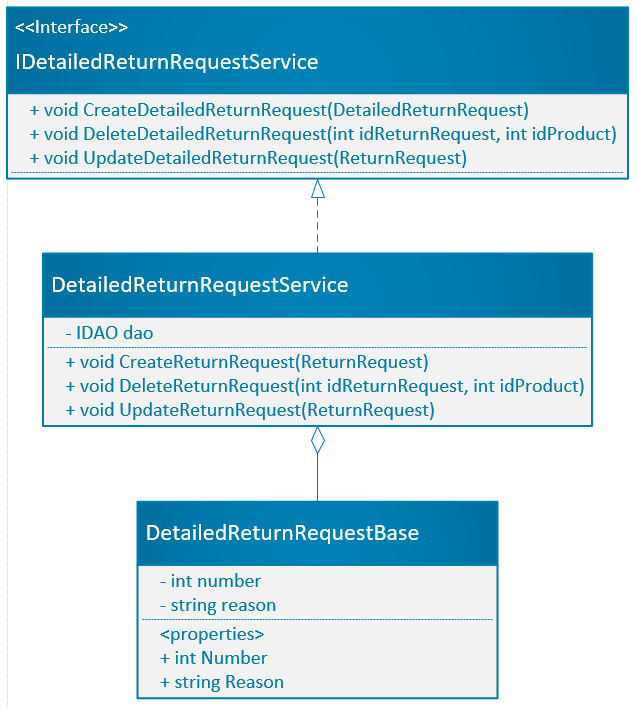 <<Interface>>
IDetailedReturnRequestService
+ void CreateDetailedReturnRequest(DetailedReturnRequest)
+ void DeleteDetailedReturnRequest(int idReturnRequest, int idProduct)
+ void UpdateDetailedReturnRequest(ReturnRequest)
DetailedReturnRequestService
- IDAO dao
+ void CreateReturnRequest(ReturnRequest)
+ void DeleteReturnRequest(int idReturnRequest, int idProduct)
+ void UpdateReturnRequest(ReturnRequest)
DetailedReturnRequestBase
- int number
- string reason
<properties>
+ int Number
+ string Reason